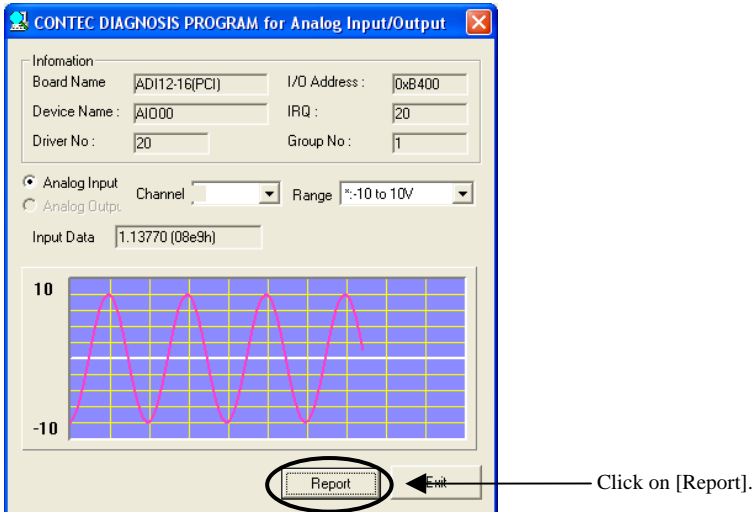 CONTEC DIAGNOSIS PROGRAM for Analog Input/Output
Infomation
Board Name ADI12-16(PCI) I/O Address : 0xB400
Device Name : AIO00 IRQ : 20
Driver No : 20 Group No : 1
Analog Input Channel Range *:-10 to 10V
Analog Outpu
Input Data 1.13770 (08e9h)
10
-10
Report Exit Click on [Report].